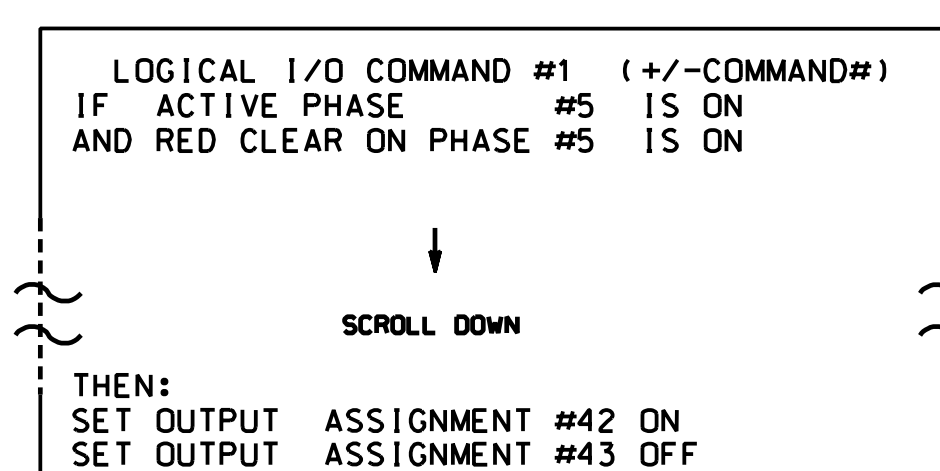 LOGICAL I/O COMMAND #1 (+/-COMMAND#)
IF ACTIVE PHASE #5 IS ON
AND RED CLEAR ON PHASE #5 IS ON
SCROLL DOWN
THEN:
SET OUTPUT ASSIGNMENT #42 ON
SET OUTPUT ASSIGNMENT #43 OFF